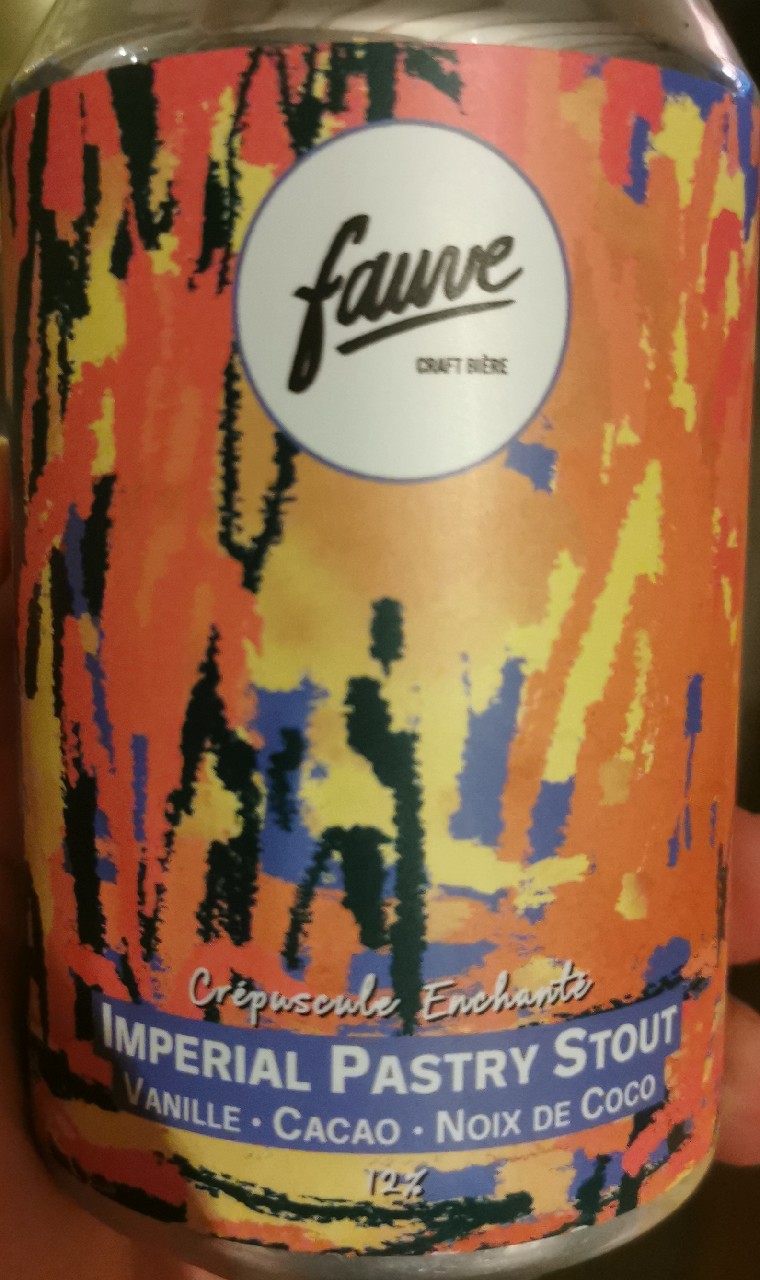 fauve
CRAFT BIÈRE
Crépuscule Enchanté
IMPERIAL PASTRY STOUT
VANILLE • CACAO • NOIX DE COCO
12%